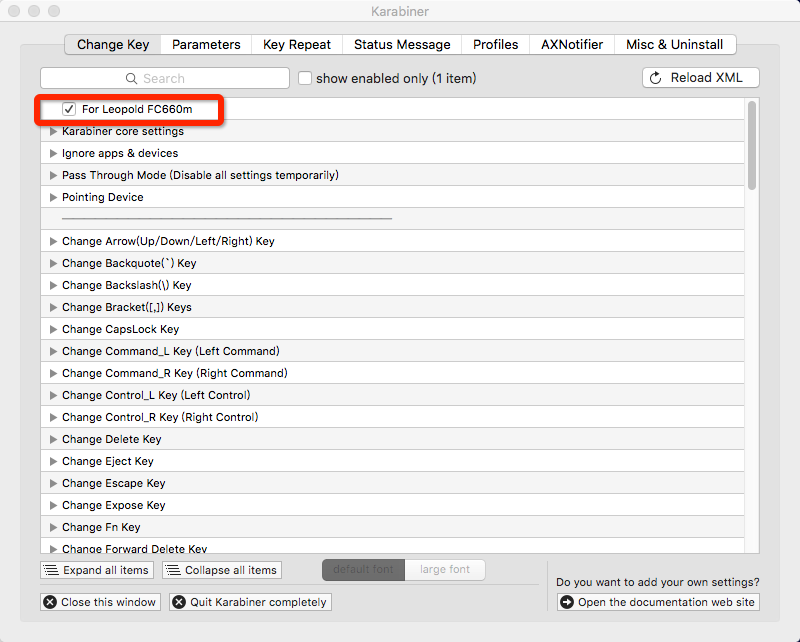 Karabiner
Change Key Parameters Key Repeat Status Message Profiles AXNotifier Misc & Uninstall
Search show enabled only (1 item) Reload XML
For Leopold FC660m
Karabiner core settings
Ignore apps & devices
Pass Through Mode (Disable all settings temporarily)
Pointing Device
Change Arrow(Up/Down/Left/Right) Key
Change Backquote(`) Key
Change Backslash(\) Key
Change Bracket([,]) Keys
Change CapsLock Key
Change Command_L Key (Left Command)
Change Command_R Key (Right Command)
Change Control_L Key (Left Control)
Change Control_R Key (Right Control)
Change Delete Key
Change Eject Key
Change Escape Key
Change Expose Key
Change Fn Key
Change Forward Delete Key
Expand all items Collapse all items default font large font
Do you want to add your own settings?
Close this window Quit Karabiner completely Open the documentation web site